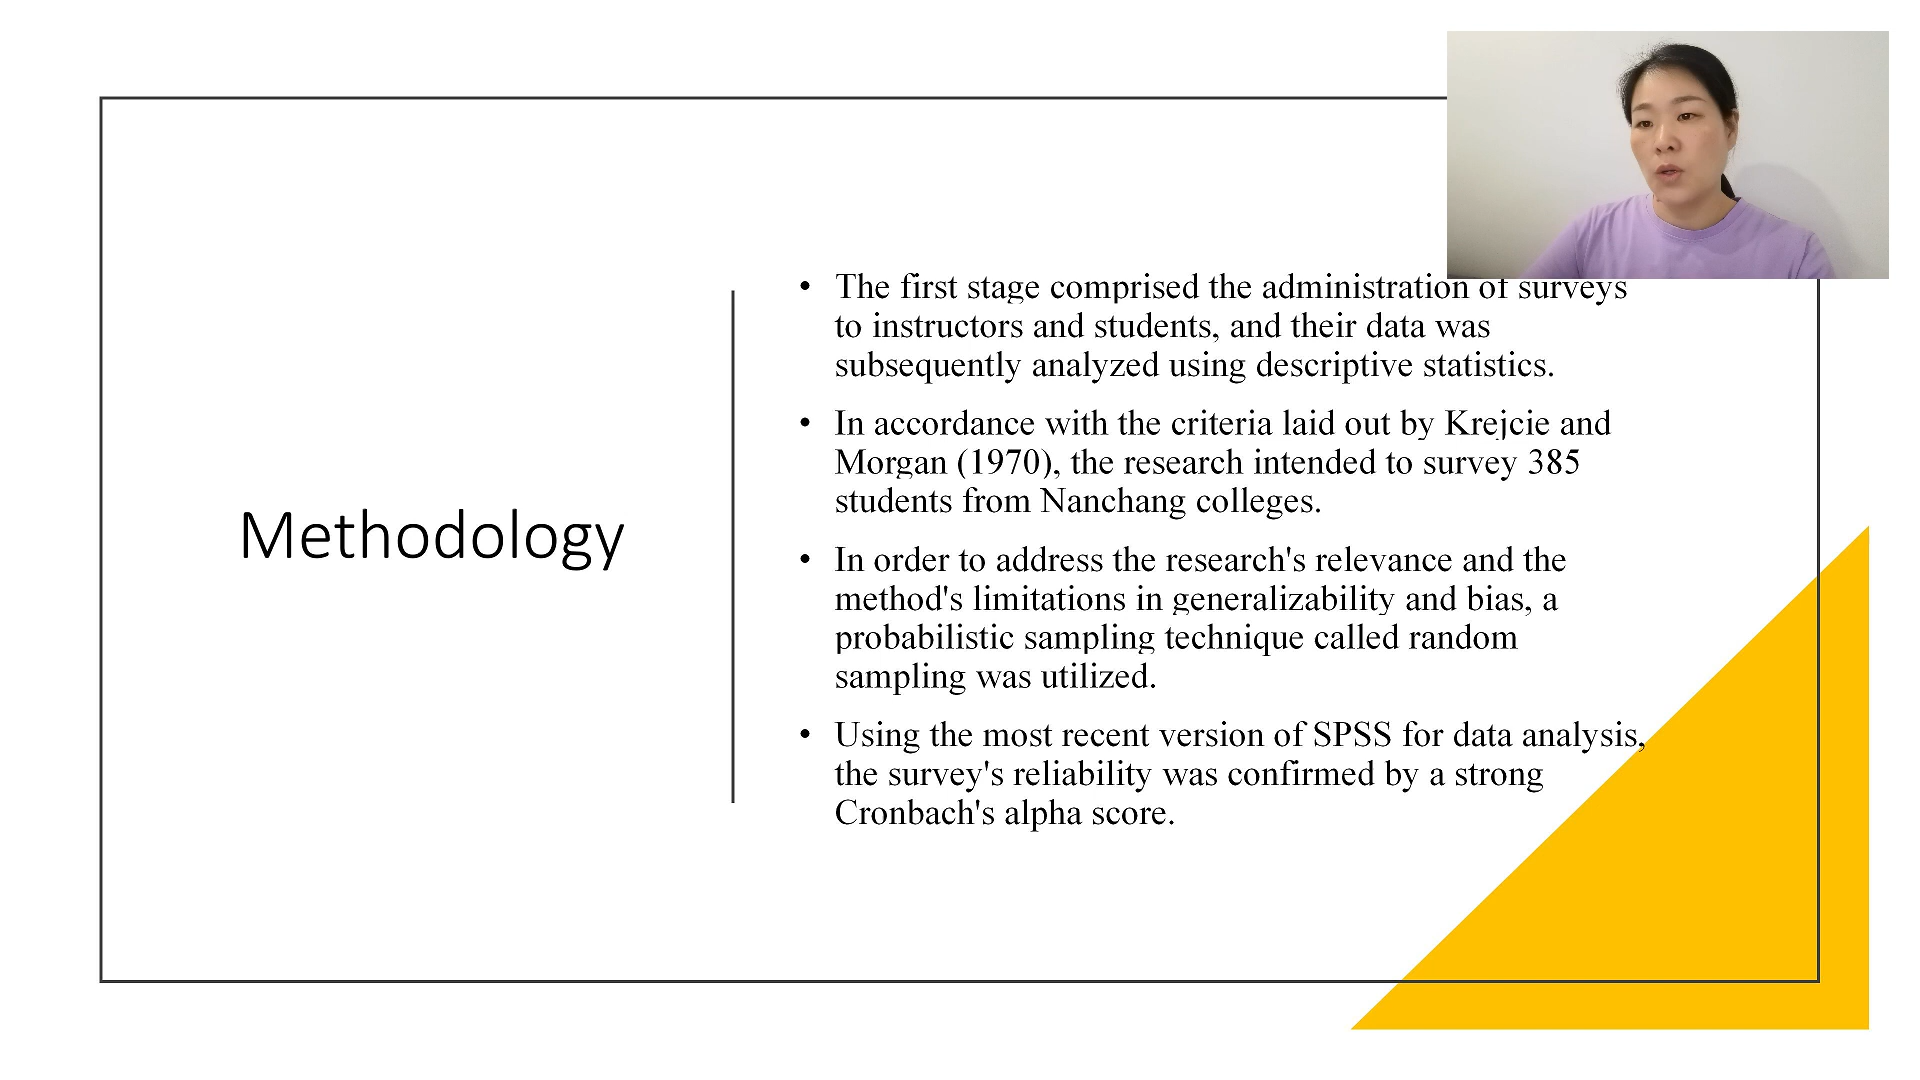 Methodology
• The first stage comprised the administration of surveys
to instructors and students, and their data was
subsequently analyzed using descriptive statistics.
• In accordance with the criteria laid out by Krejcie and
Morgan (1970), the research intended to survey 385
students from Nanchang colleges.
• In order to address the research's relevance and the
method's limitations in generalizability and bias, a
probabilistic sampling technique called random
sampling was utilized.
• Using the most recent version of SPSS for data analysis,
the survey's reliability was confirmed by a strong
Cronbach's alpha score.